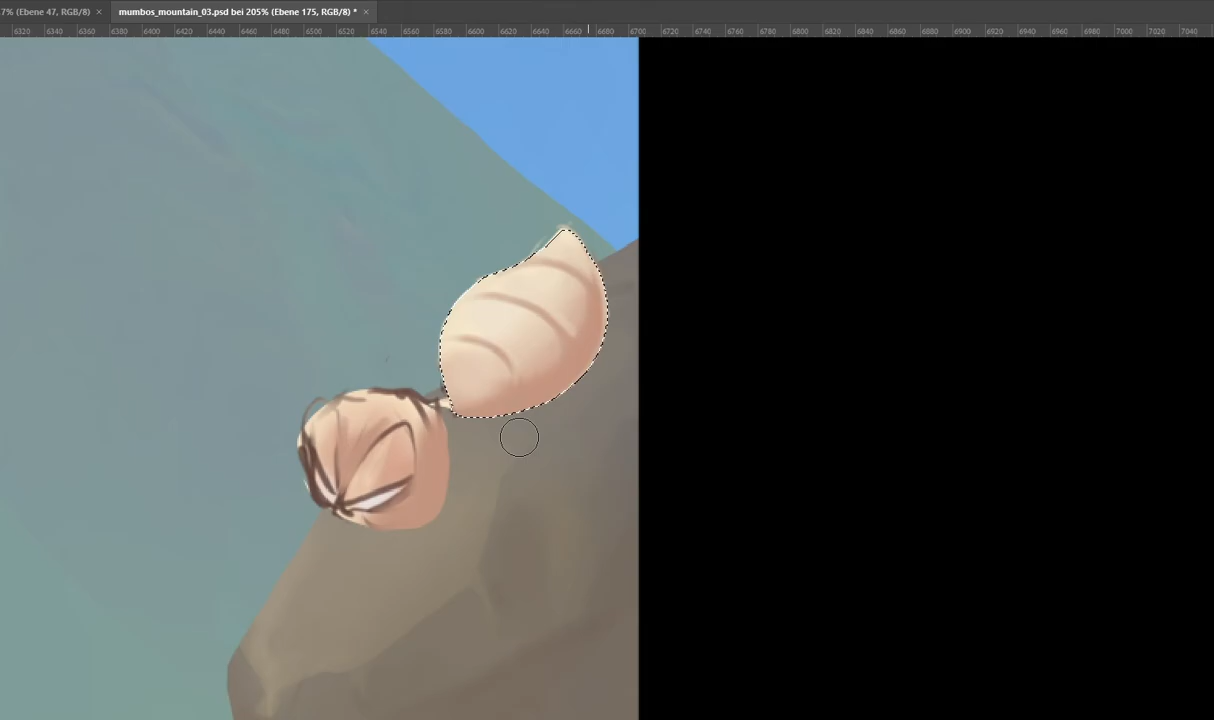 7% (Ebene 47, RGB/8) × mumbos_mountain_03.psd bei 205% (Ebene 175, RGB/8) * ×
6320 6340 6360 6380 6400 6420 6440 6460 6480 6500 6520 6540 6560 6580 6600 6620 6640 6660 6680 6700 6720 6740 6760 6780 6800 6820 6840 6860 6880 6900 6920 6940 6960 6980 7000 7020 7040